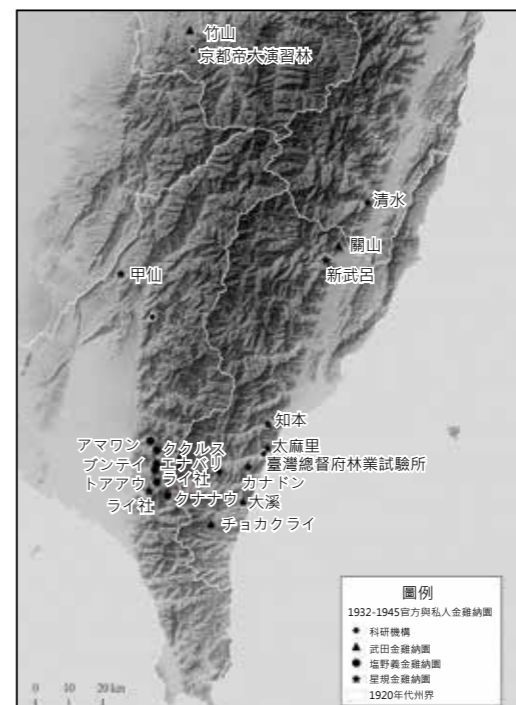 竹山
京都帝大演習林
清水
關山
新武呂
甲仙
知本
アマワン
ククルス
太麻里
ブンテイ
エナバリ
臺灣總督府林業試驗所
トアアウ
ライ社
カナドン
ライ社
クナナウ
大溪
チョカクライ
圖例
1932-1945官方與私人金雞納園
科研機構
武田金雞納園
塩野義金雞納園
星規金雞納園
1920年代州界
0 10 20 km